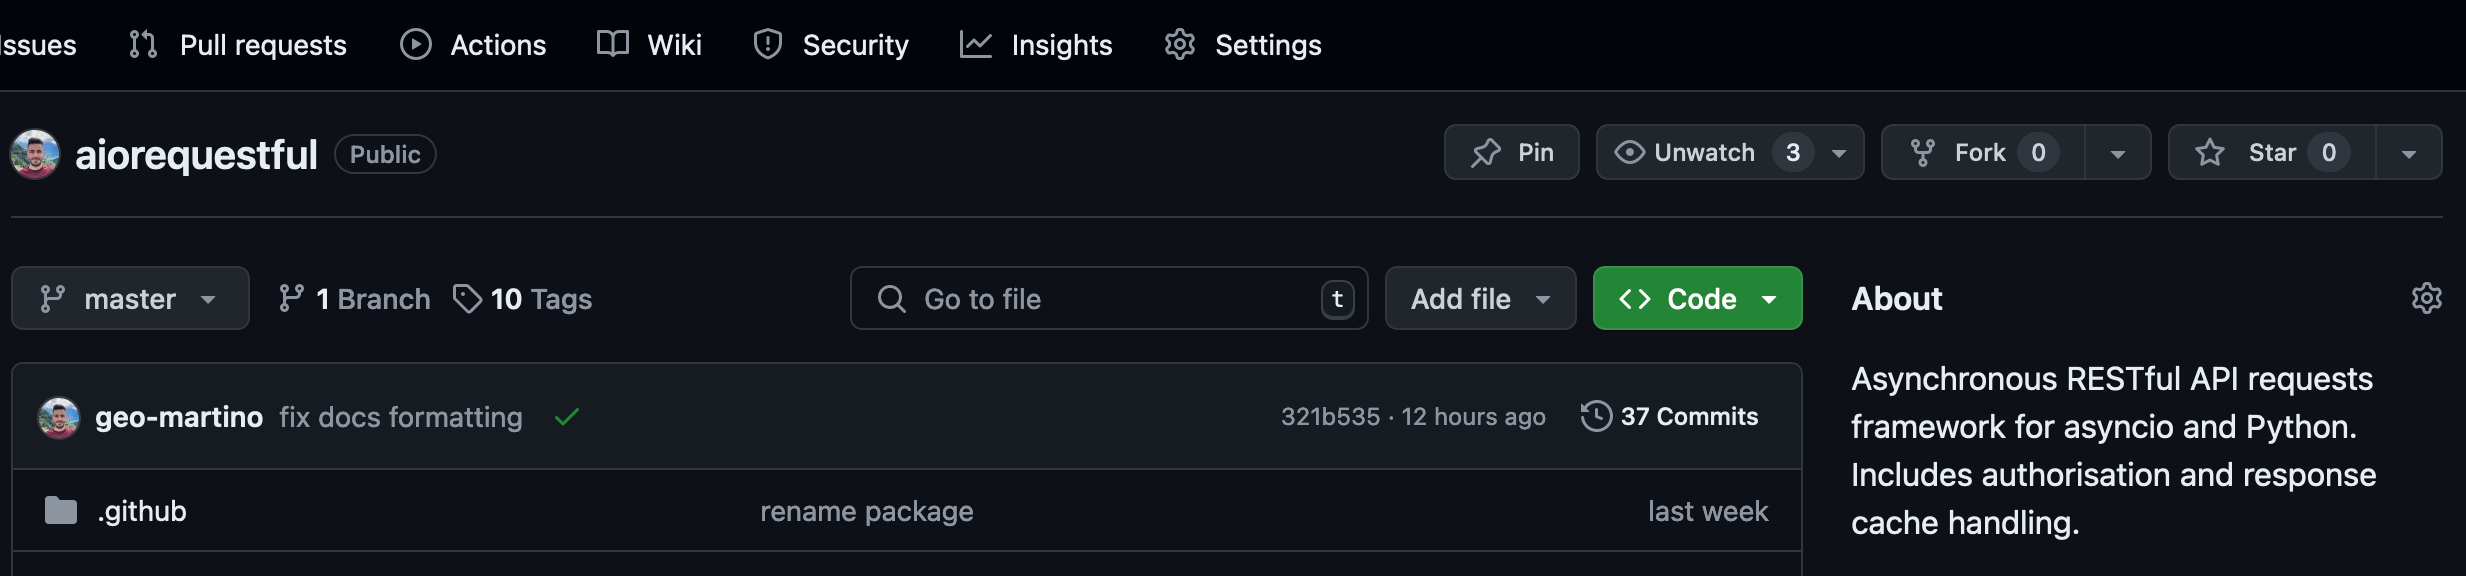 Issues Pull requests Actions Wiki Security Insights Settings
aiorequestful Public Pin Unwatch 3 Fork 0 Star 0
master 1 Branch 10 Tags Go to file t Add file Code About
Asynchronous RESTful API requests
framework for asyncio and Python.
Includes authorisation and response
cache handling.
geo-martino fix docs formatting 321b535 · 12 hours ago 37 Commits
.github rename package last week